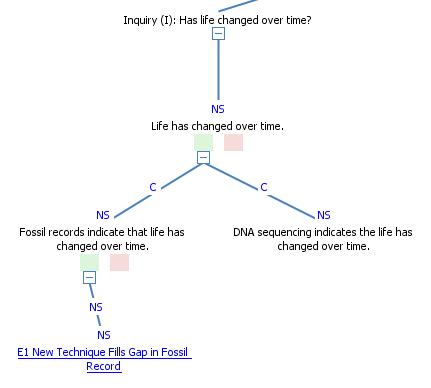 Inquiry (I): Has life changed over time?
NS
Life has changed over time.
C
C
NS
NS
Fossil records indicate that life has
changed over time.
DNA sequencing indicates the life has
changed over time.
NS
NS
E1 New Technique Fills Gap in Fossil
Record